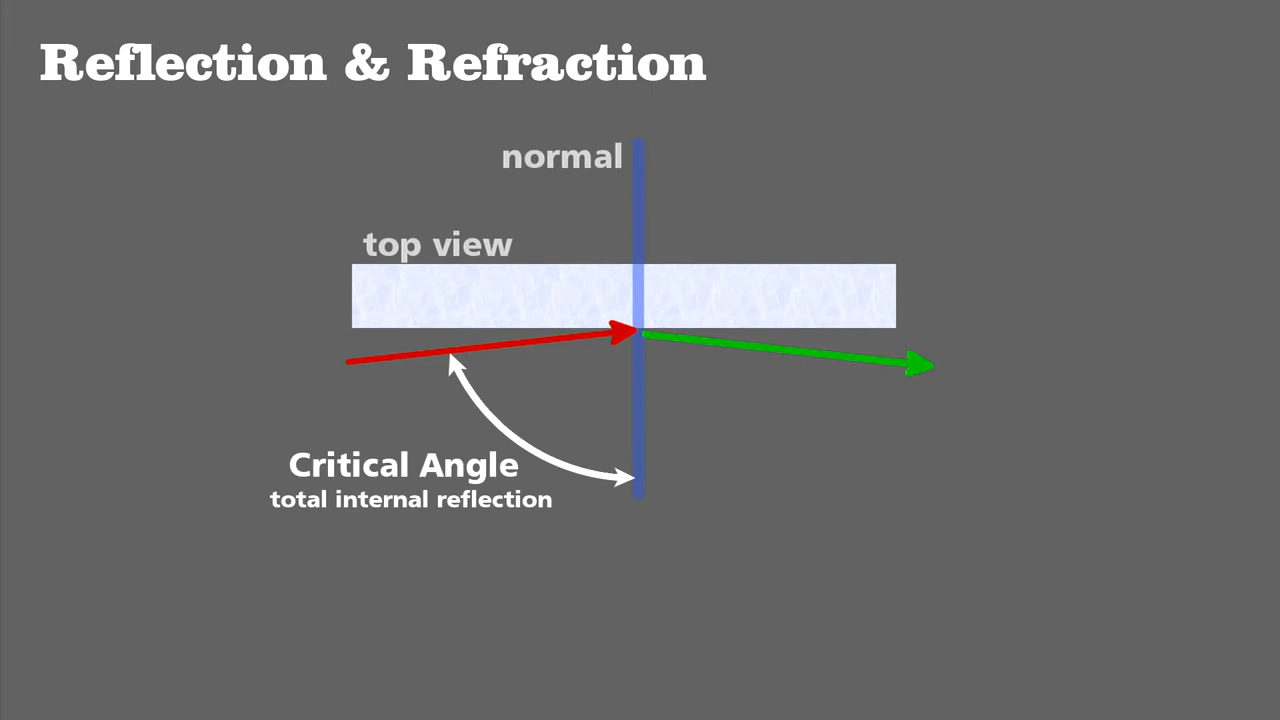 Reflection & Refraction
normal
top view
Critical Angle
total internal reflection